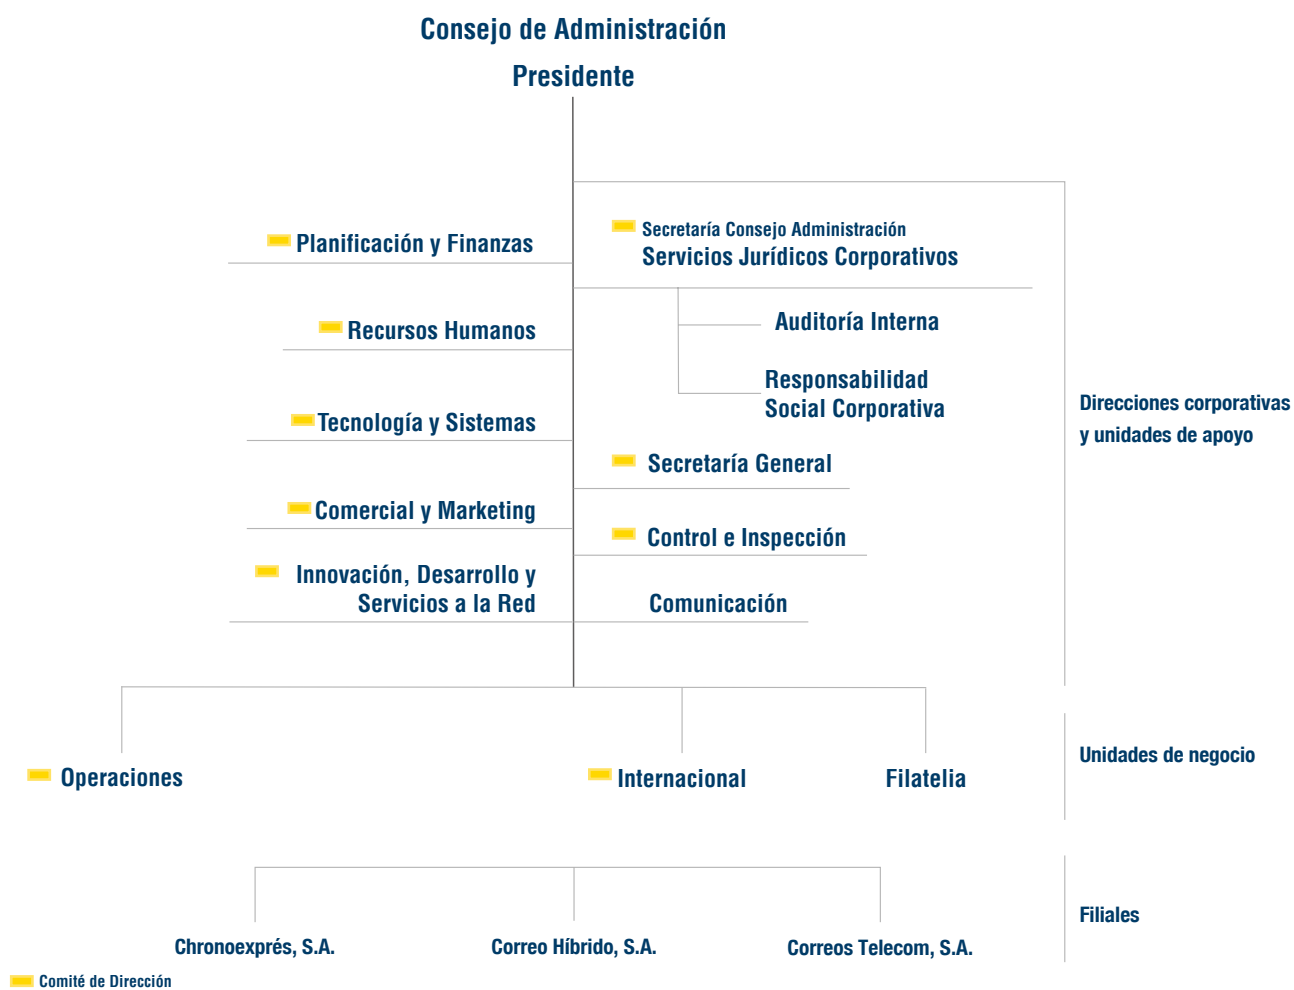 Consejo de Administración
Presidente
Planificación y Finanzas
Recursos Humanos
Tecnología y Sistemas
Comercial y Marketing
Innovación, Desarrollo y
Servicios a la Red
Secretaría Consejo Administración
Servicios Jurídicos Corporativos
Auditoría Interna
Responsabilidad
Social Corporativa
Secretaría General
Control e Inspección
Comunicación
Direcciones corporativas
y unidades de apoyo
Operaciones
Internacional
Filatelia
Unidades de negocio
Chronoexprés, S.A.
Correo Híbrido, S.A.
Correos Telecom, S.A.
Filiales
Comité de Dirección